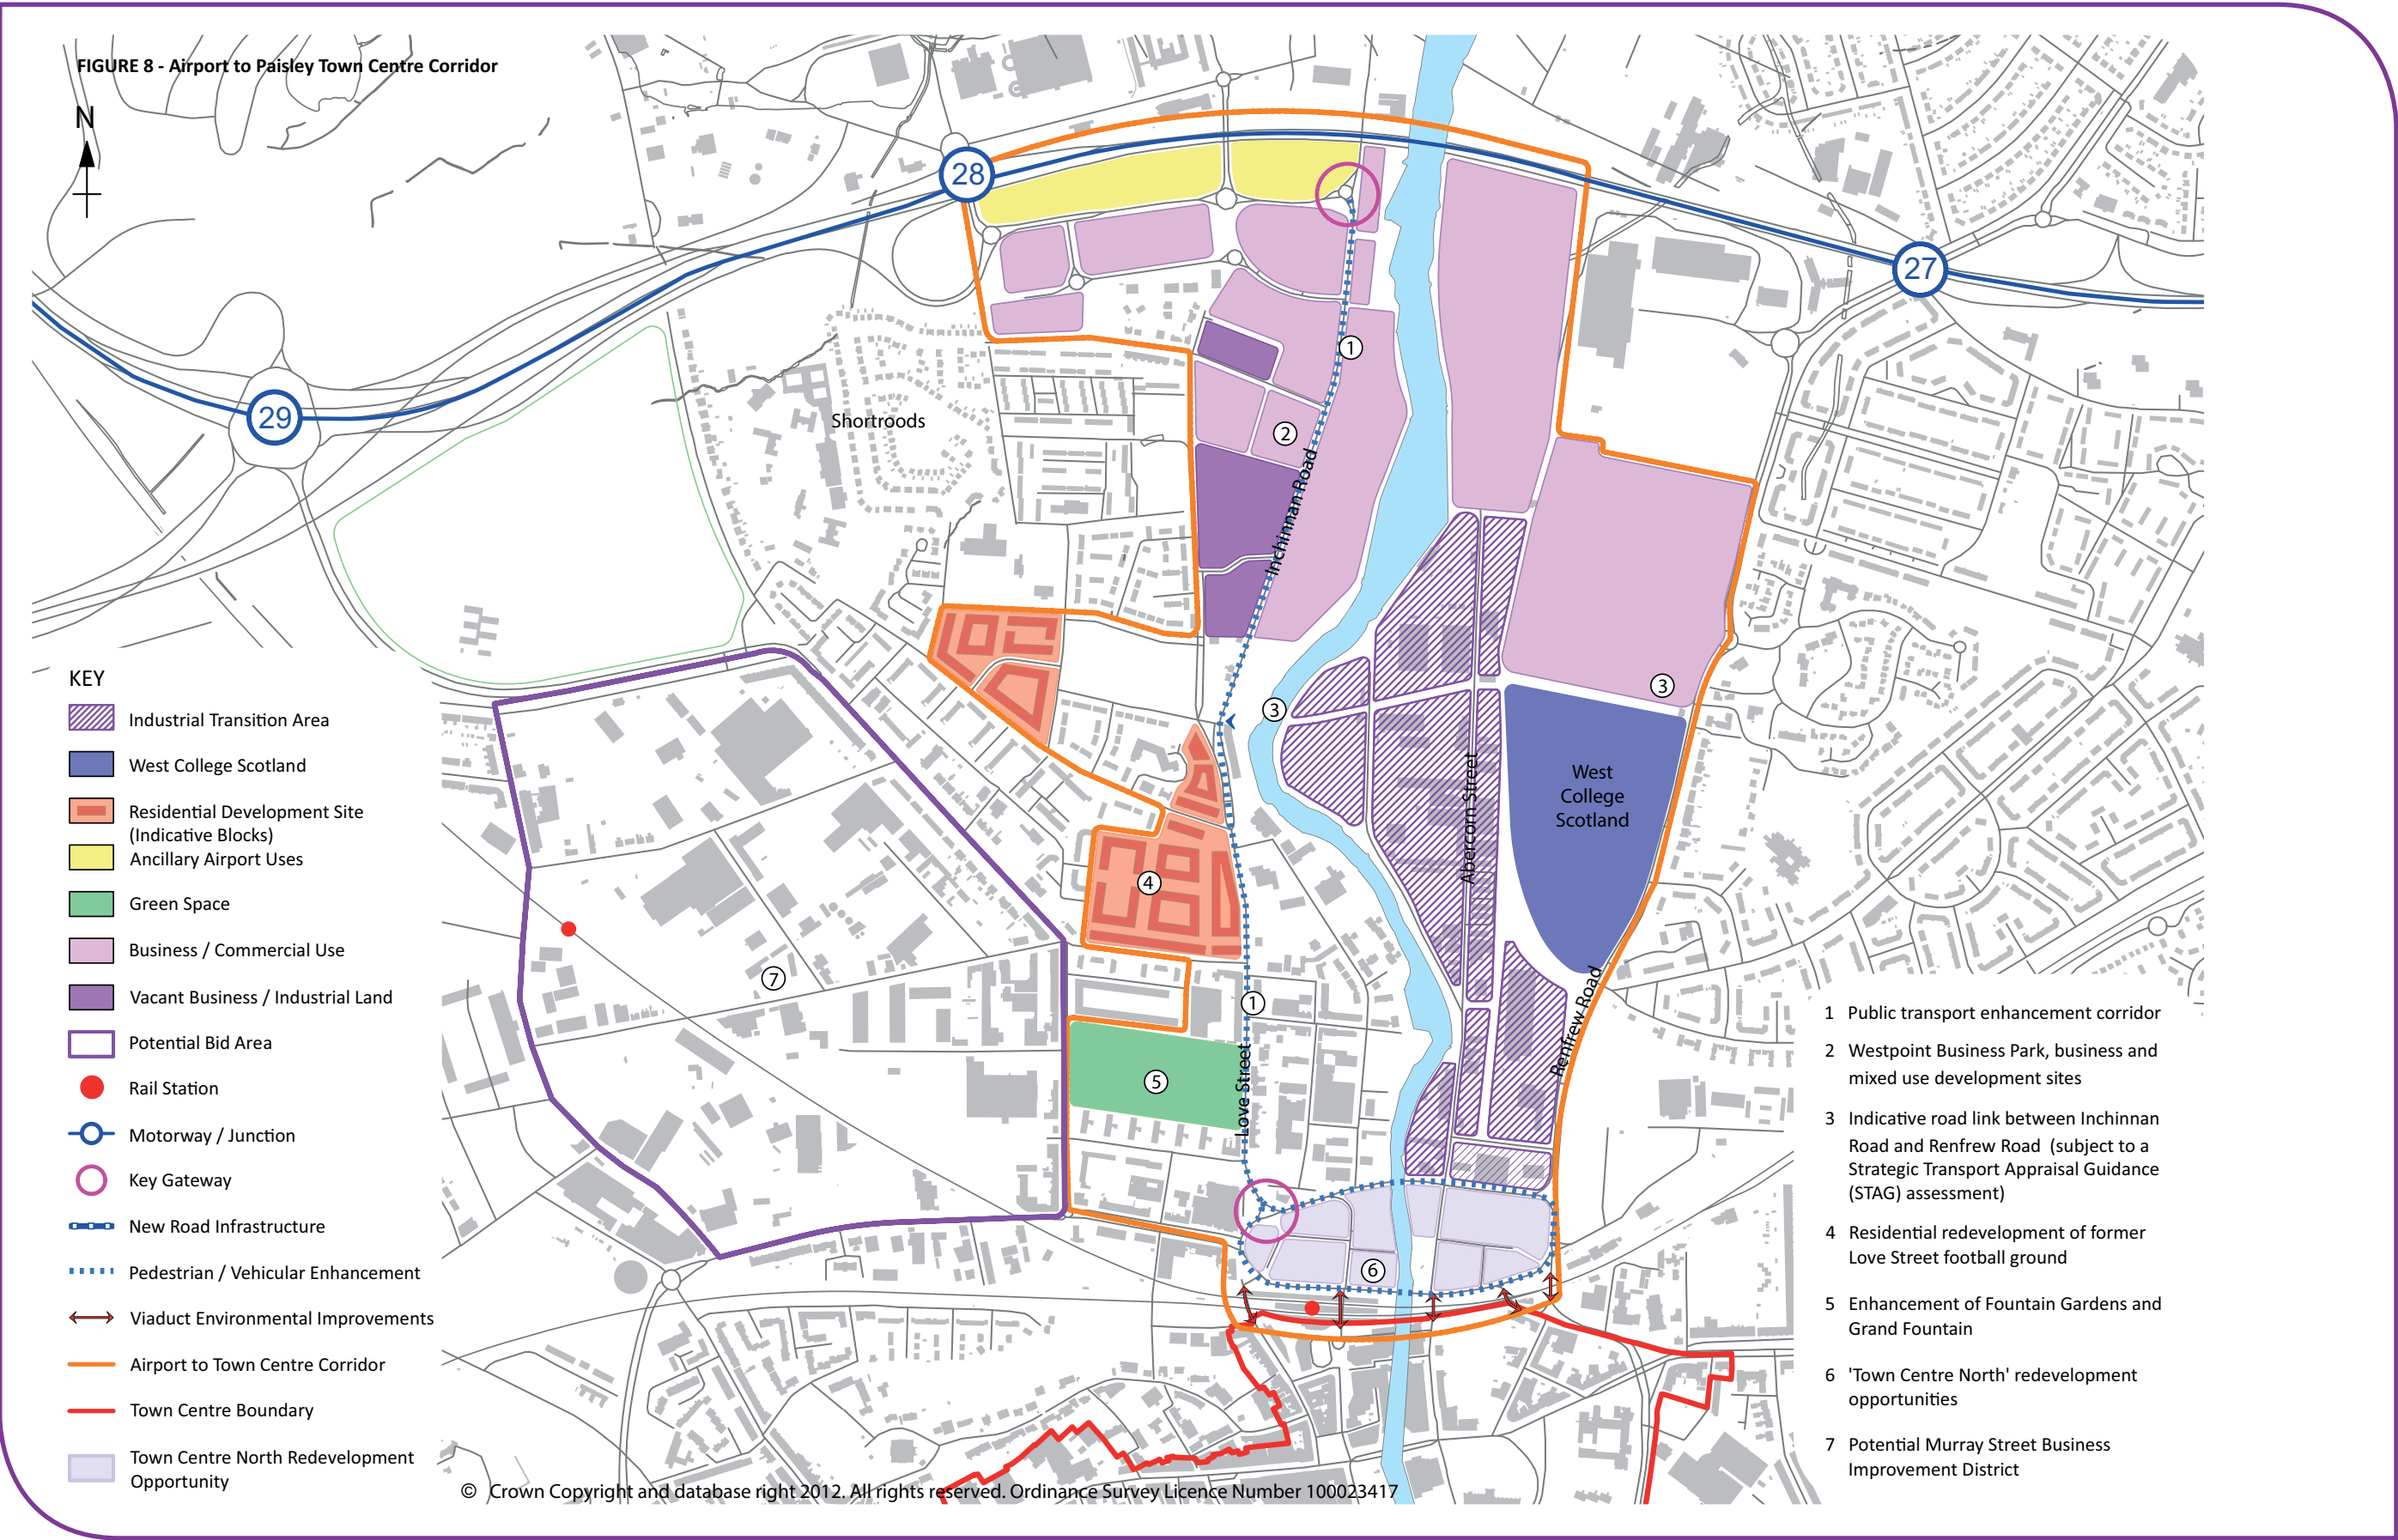 FIGURE 8 - Airport to Paisley Town Centre Corridor
N
28
27
29
Shortroods
1
2
Inchinnan Road
3
3
Abercorn Street
West
College
Scotland
4
7
1
Renfrew Road
5
Love Street
6
KEY
Industrial Transition Area
West College Scotland
Residential Development Site
(Indicative Blocks)
Ancillary Airport Uses
Green Space
Business / Commercial Use
Vacant Business / Industrial Land
Potential Bid Area
Rail Station
Motorway / Junction
Key Gateway
New Road Infrastructure
Pedestrian / Vehicular Enhancement
Viaduct Environmental Improvements
Airport to Town Centre Corridor
Town Centre Boundary
Town Centre North Redevelopment
Opportunity
1 Public transport enhancement corridor
2 Westpoint Business Park, business and
mixed use development sites
3 Indicative road link between Inchinnan
Road and Renfrew Road (subject to a
Strategic Transport Appraisal Guidance
(STAG) assessment)
4 Residential redevelopment of former
Love Street football ground
5 Enhancement of Fountain Gardens and
Grand Fountain
6 'Town Centre North' redevelopment
opportunities
7 Potential Murray Street Business
Improvement District
© Crown Copyright and database right 2012. All rights reserved. Ordinance Survey Licence Number 100023417